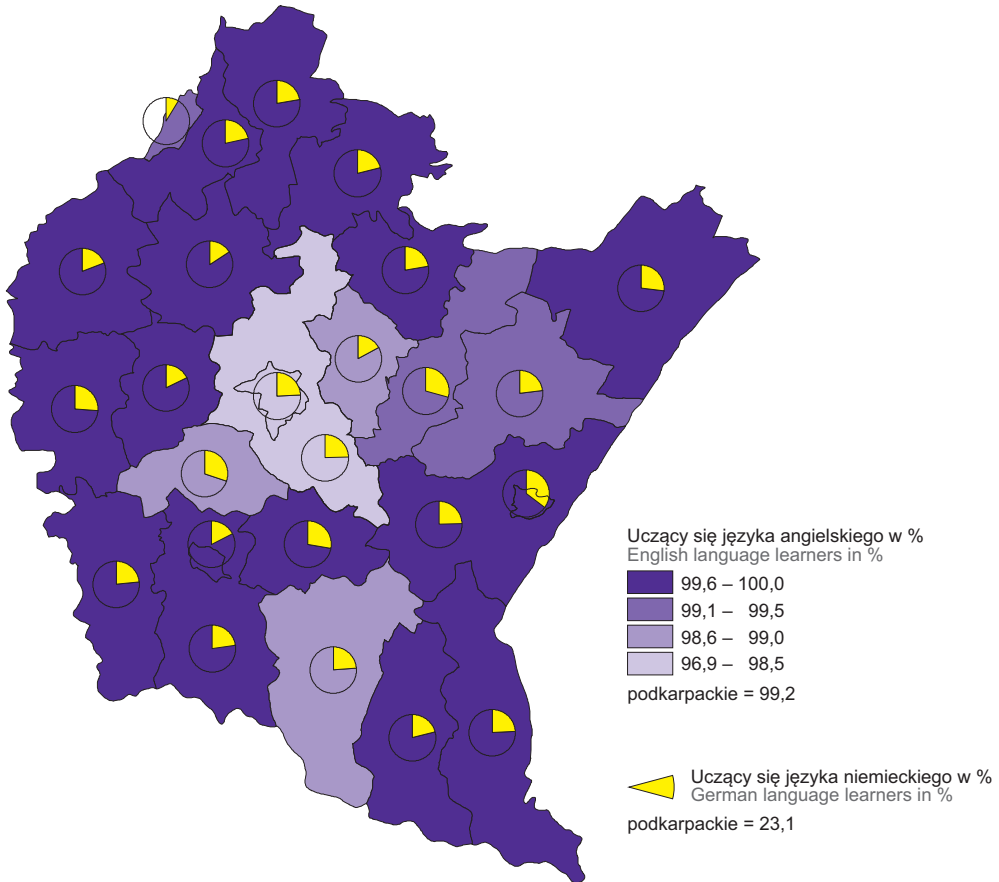 Uczący się języka angielskiego w %
English language learners in %
99,6 – 100,0
99,1 – 99,5
98,6 – 99,0
96,9 – 98,5
podkarpackie = 99,2
Uczący się języka niemieckiego w %
German language learners in %
podkarpackie = 23,1